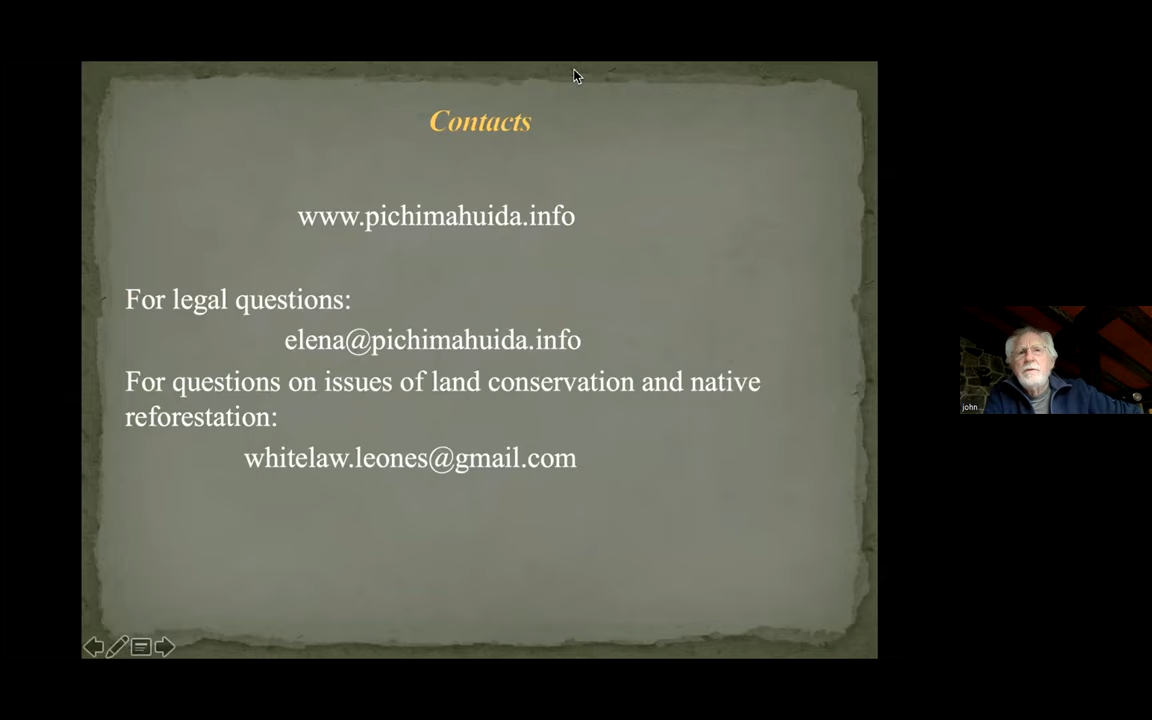 Contacts
www.pichimahuida.info
For legal questions:
elena@pichimahuida.info
For questions on issues of land conservation and native
reforestation:
whitelaw.leones@gmail.com
john